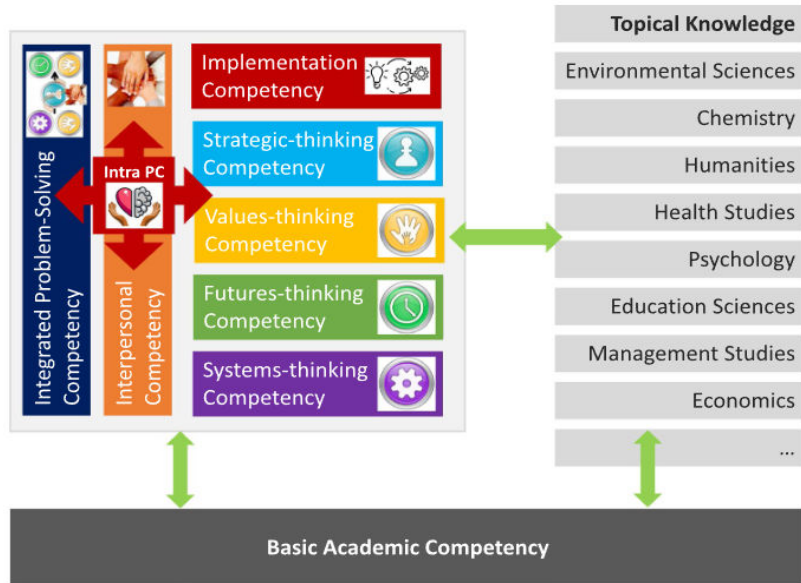 Integrated Problem-Solving
Competency
Interpersonal
Competency
Intra PC
Implementation
Competency
Strategic-thinking
Competency
Values-thinking
Competency
Futures-thinking
Competency
Systems-thinking
Competency
Topical Knowledge
Environmental Sciences
Chemistry
Humanities
Health Studies
Psychology
Education Sciences
Management Studies
Economics
...
Basic Academic Competency